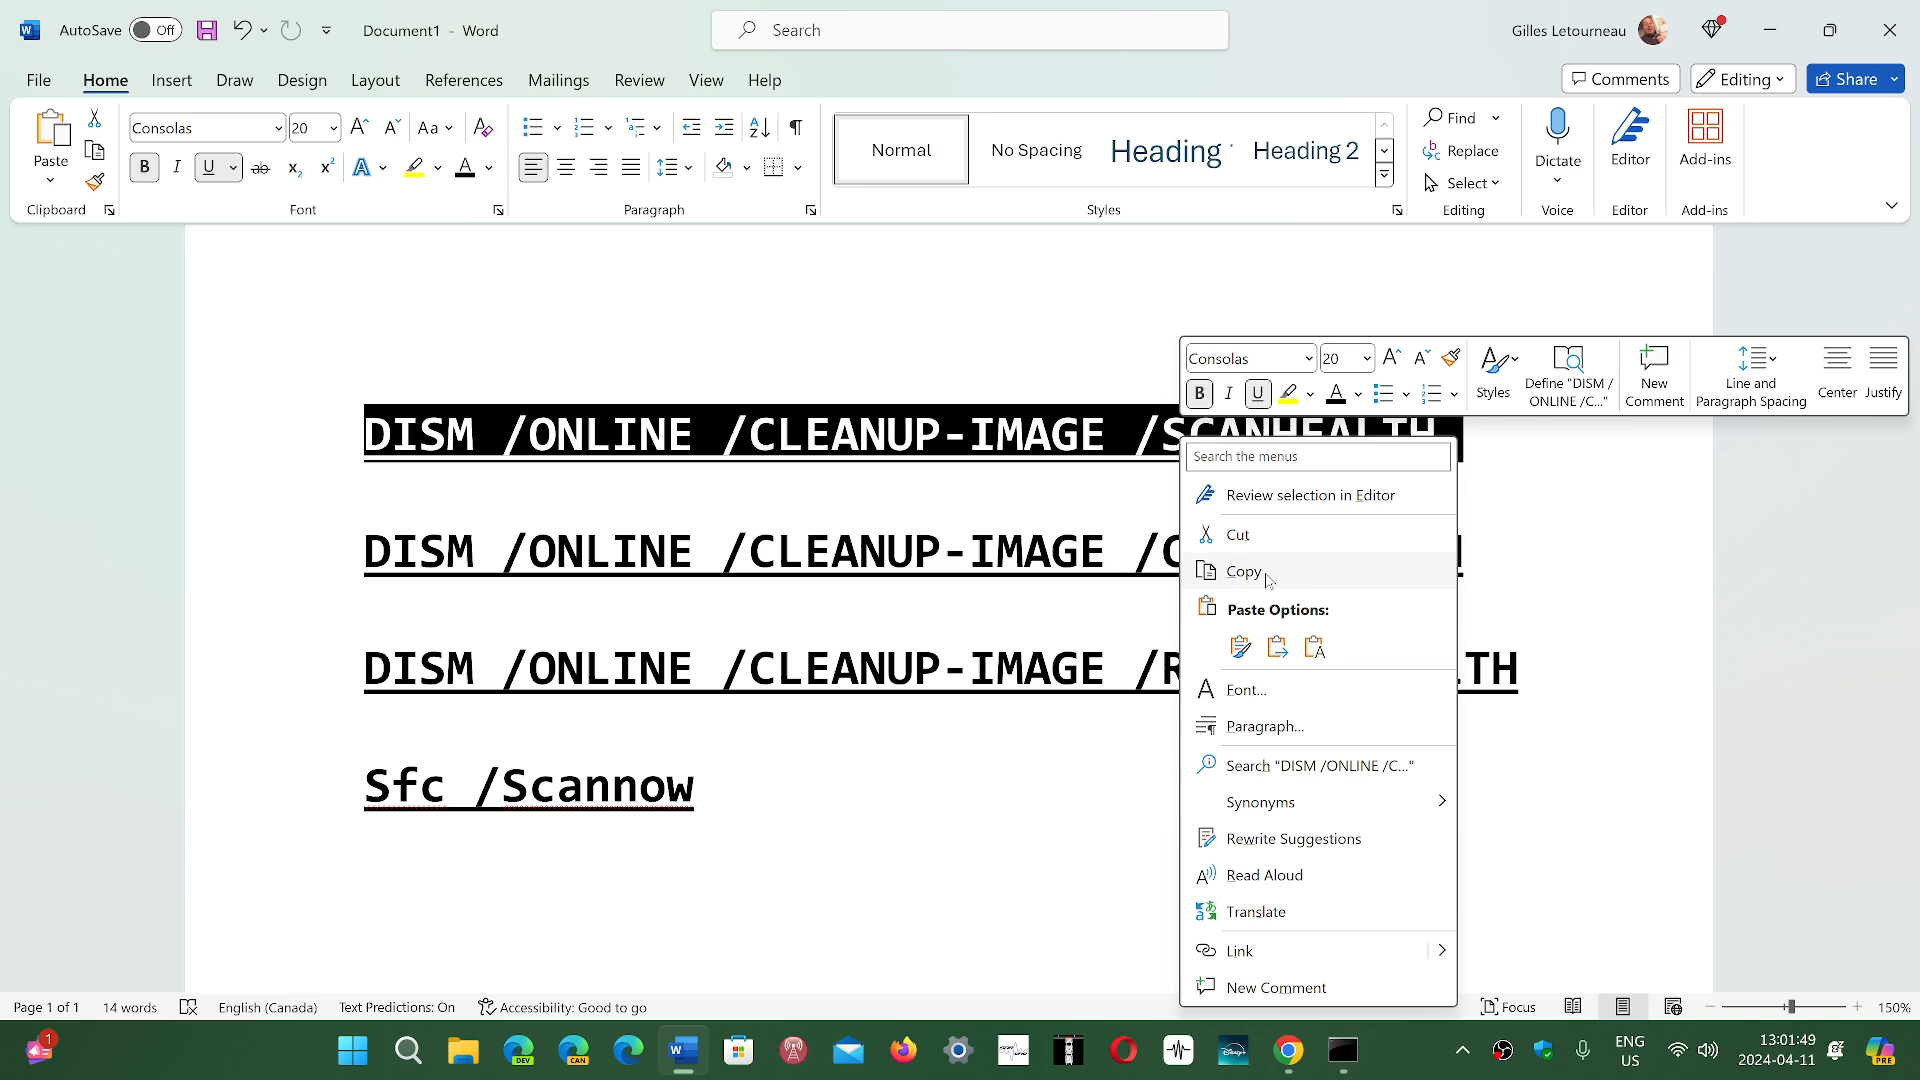 AutoSave Off Document1 - Word Search Gilles Letourneau
File Home Insert Draw Design Layout References Mailings Review View Help Comments Editing Share
Paste Consolas 20 Aa Normal No Spacing Heading Heading 2 Find Replace Select Dictate Editor Add-ins
Clipboard Font Paragraph Styles Editing Voice Editor Add-ins
Consolas 20 Styles Define "DISM / ONLINE /C..." New Comment Line and Paragraph Spacing Center Justify
DISM /ONLINE /CLEANUP-IMAGE /SCANHEALTH
DISM /ONLINE /CLEANUP-IMAGE
DISM /ONLINE /CLEANUP-IMAGE
Sfc /Scannow
Search the menus
Review selection in Editor
Cut
Copy
Paste Options:
Font...
Paragraph...
Search "DISM /ONLINE /C..."
Synonyms
Rewrite Suggestions
Read Aloud
Translate
Link
New Comment
Page 1 of 1 14 words English (Canada) Text Predictions: On Accessibility: Good to go Focus 150%
1 DEV CAN ENG US 13:01:49 2024-04-11 PRE